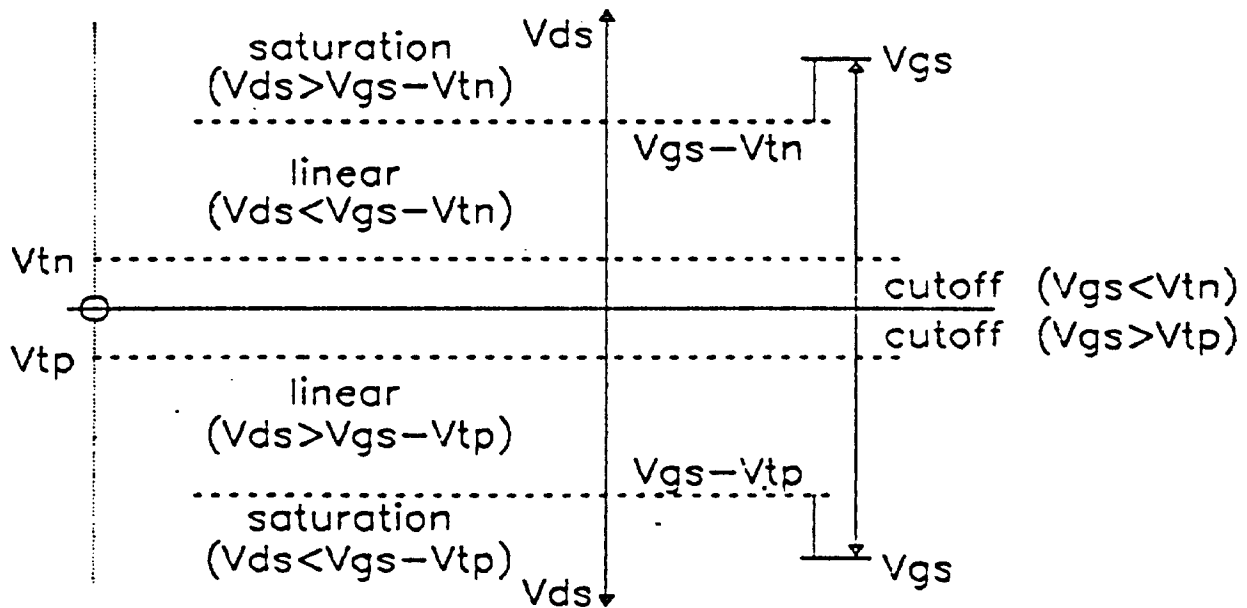 saturation
(Vds>Vgs-Vtn)
Vds
Vgs
Vgs-Vtn
linear
(Vds<Vgs-Vtn)
Vtn
cutoff (Vgs<Vtn)
0
cutoff (Vgs>Vtp)
Vtp
linear
(Vds>Vgs-Vtp)
Vgs-Vtp
saturation
(Vds<Vgs-Vtp)
Vds
Vgs